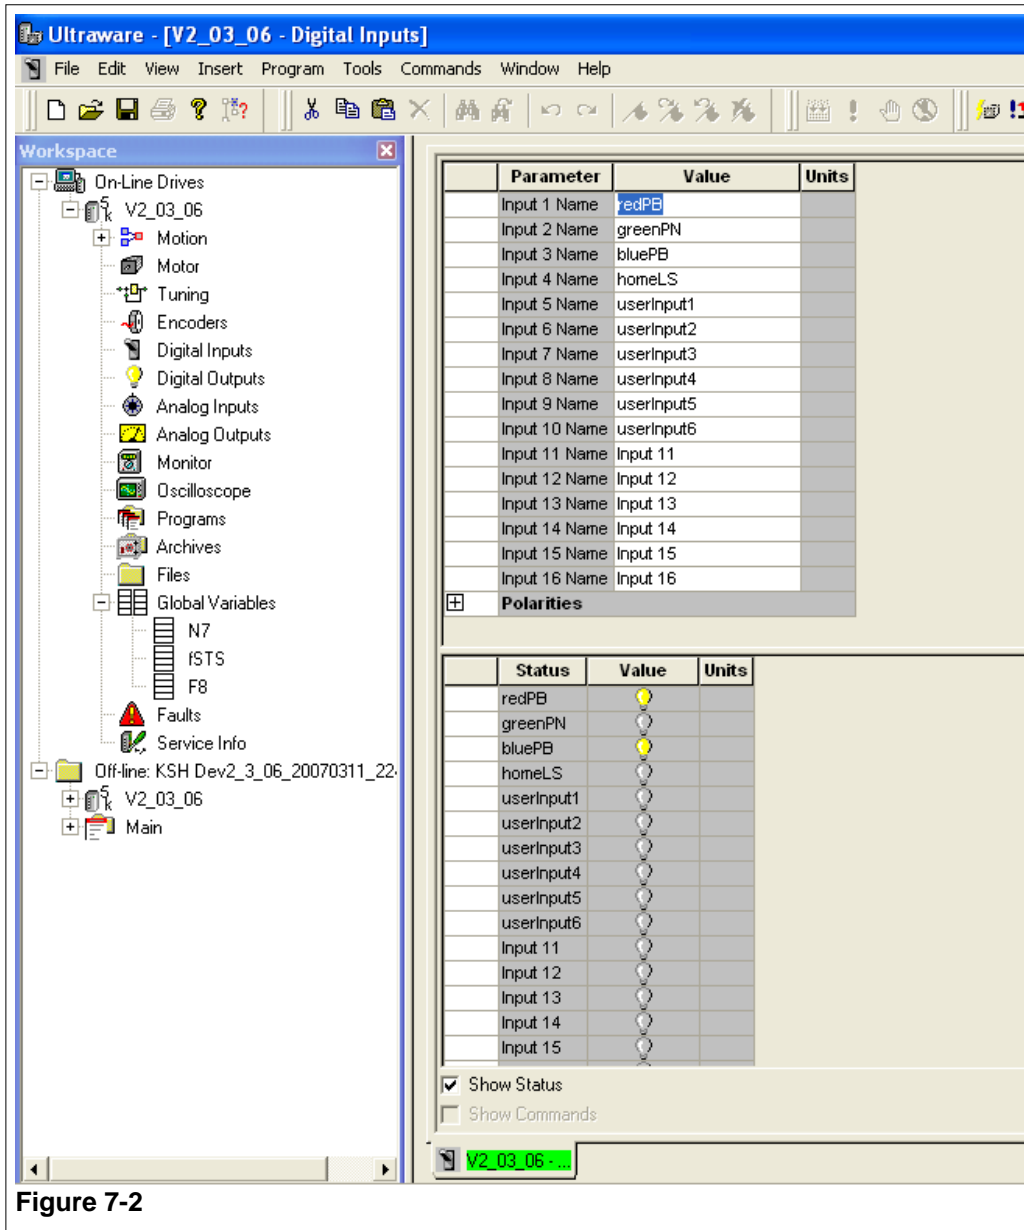 Ultraware - [V2_03_06 - Digital Inputs]
File Edit View Insert Program Tools Commands Window Help
Workspace
On-Line Drives
V2_03_06
Motion
Motor
Tuning
Encoders
Digital Inputs
Digital Outputs
Analog Inputs
Analog Outputs
Monitor
Oscilloscope
Programs
Archives
Files
Global Variables
N7
fSTS
F8
Faults
Service Info
Off-line: KSH Dev2_3_06_20070311_22
V2_03_06
Main
Parameter Value Units
Input 1 Name redPB
Input 2 Name greenPN
Input 3 Name bluePB
Input 4 Name homeLS
Input 5 Name userInput1
Input 6 Name userInput2
Input 7 Name userInput3
Input 8 Name userInput4
Input 9 Name userInput5
Input 10 Name userInput6
Input 11 Name Input 11
Input 12 Name Input 12
Input 13 Name Input 13
Input 14 Name Input 14
Input 15 Name Input 15
Input 16 Name Input 16
Polarities
Status Value Units
redPB
greenPN
bluePB
homeLS
userInput1
userInput2
userInput3
userInput4
userInput5
userInput6
Input 11
Input 12
Input 13
Input 14
Input 15
Show Status
Show Commands
V2_03_06 - ...
Figure 7-2